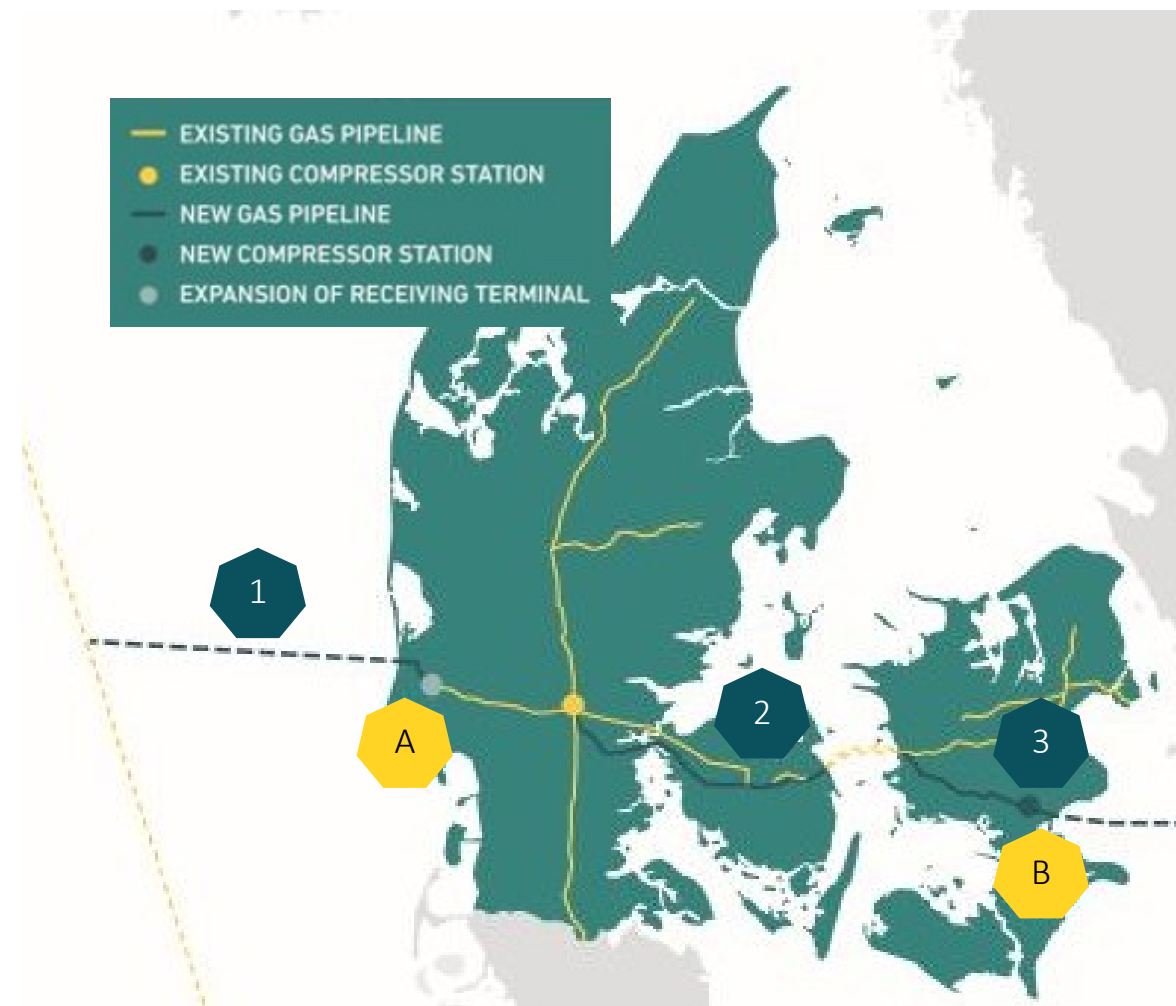 EXISTING GAS PIPELINE
EXISTING COMPRESSOR STATION
NEW GAS PIPELINE
NEW COMPRESSOR STATION
EXPANSION OF RECEIVING TERMINAL
1
2
A
3
B